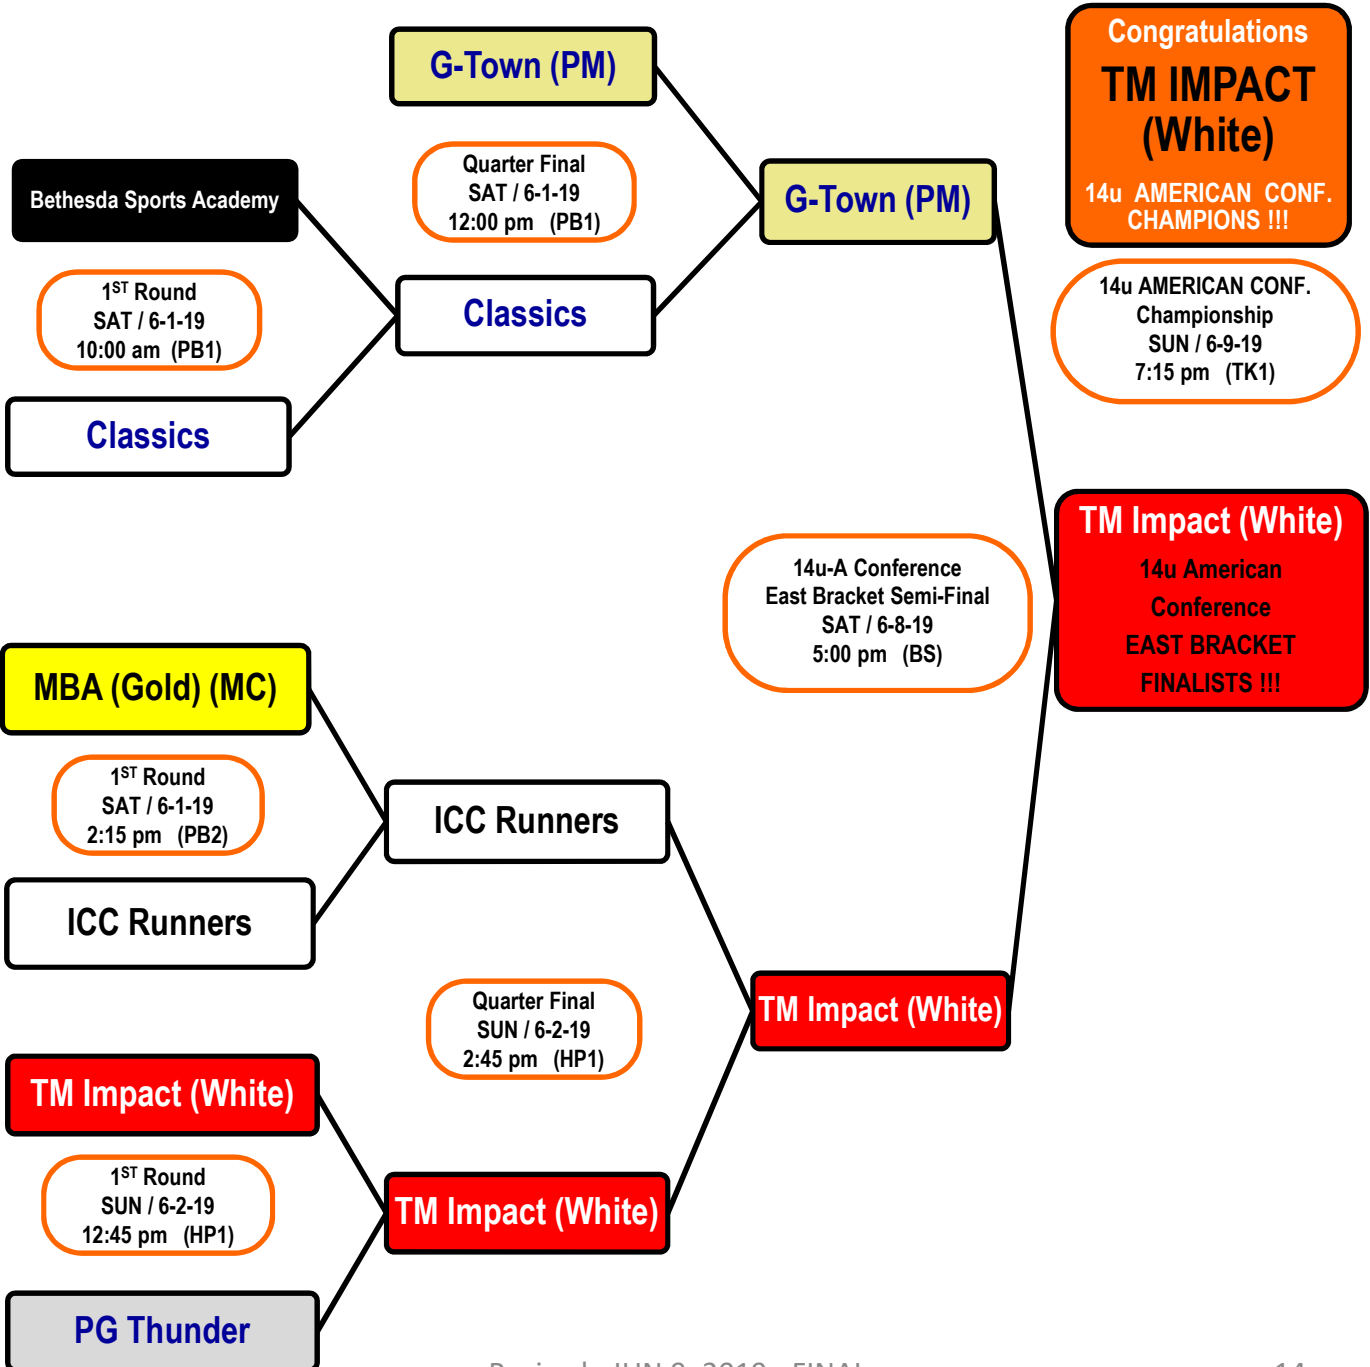 G-Town (PM)
Quarter Final
SAT / 6-1-19
12:00 pm (PB1)
Bethesda Sports Academy
1ST Round
SAT / 6-1-19
10:00 am (PB1)
Classics
Classics
G-Town (PM)
Congratulations
TM IMPACT
(White)
14u AMERICAN CONF.
CHAMPIONS !!!
14u AMERICAN CONF.
Championship
SUN / 6-9-19
7:15 pm (TK1)
14u-A Conference
East Bracket Semi-Final
SAT / 6-8-19
5:00 pm (BS)
TM Impact (White)
14u American
Conference
EAST BRACKET
FINALISTS !!!
MBA (Gold) (MC)
1ST Round
SAT / 6-1-19
2:15 pm (PB2)
ICC Runners
ICC Runners
Quarter Final
SUN / 6-2-19
2:45 pm (HP1)
TM Impact (White)
TM Impact (White)
1ST Round
SUN / 6-2-19
12:45 pm (HP1)
TM Impact (White)
PG Thunder